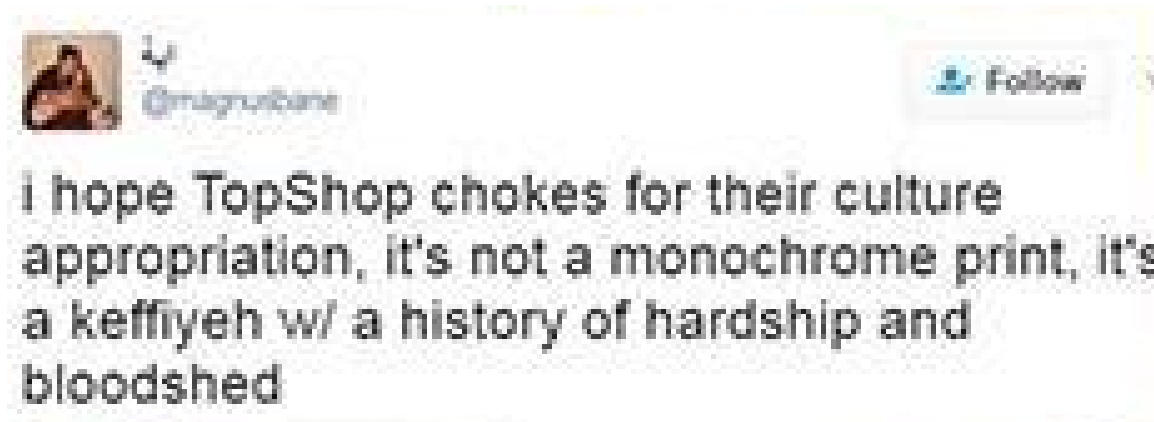 @magnusbane
Follow
i hope TopShop chokes for their culture
appropriation, it's not a monochrome print, it's
a keffiyeh w/ a history of hardship and
bloodshed